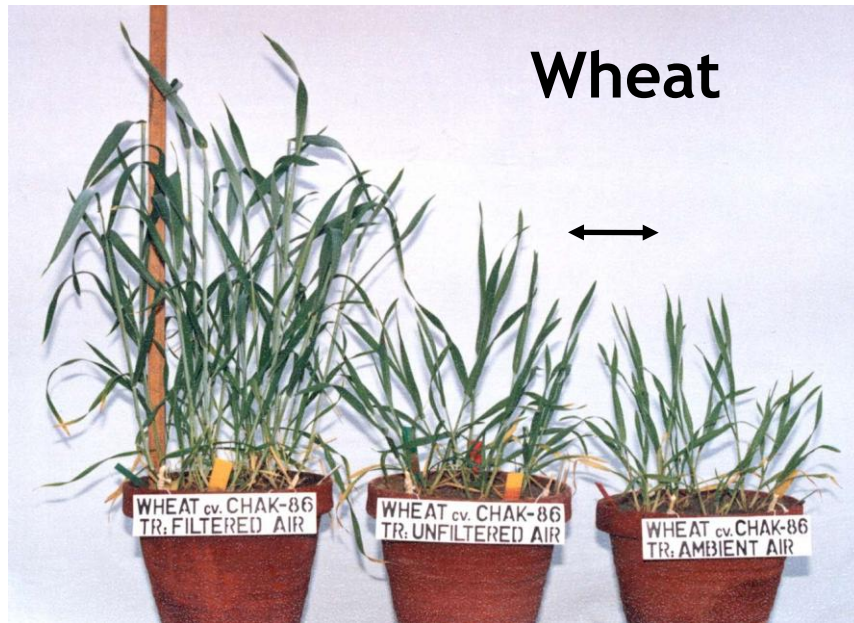 Wheat
WHEAT cv. CHAK-86
TR: FILTERED AIR
WHEAT cv. CHAK-86
TR: UNFILTERED AIR
WHEAT cv. CHAK-86
TR: AMBIENT AIR